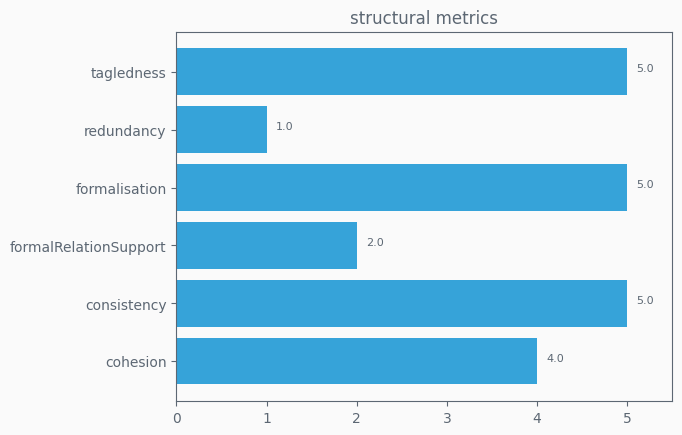 structural metrics
tagledness
5.0
redundancy
1.0
formalisation
5.0
formalRelationSupport
2.0
consistency
5.0
cohesion
4.0
0 1 2 3 4 5